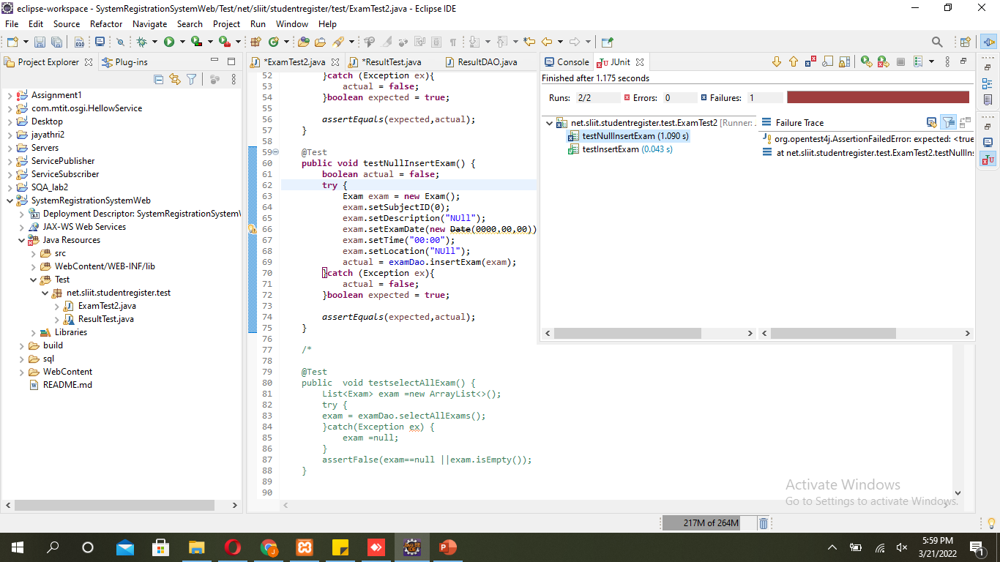 eclipse-workspace - SystemRegistrationSystemWeb/Test/net/sliit/studentregister/test/ExamTest2.java - Eclipse IDE
File Edit Source Refactor Navigate Search Project Run Window Help
Project Explorer Plug-ins
Assignment1
com.mtit.osgi.HellowService
Desktop
jayathri2
Servers
ServicePublisher
ServiceSubscriber
SQA_lab2
SystemRegistrationSystemWeb
Deployment Descriptor: SystemRegistrationSystemW
JAX-WS Web Services
Java Resources
src
WebContent/WEB-INF/lib
Test
net.sliit.studentregister.test
ExamTest2.java
ResultTest.java
Libraries
build
sql
WebContent
README.md
*ExamTest2.java *ResultTest.java ResultDAO.java
52 }catch (Exception ex){
53 actual = false;
54 }boolean expected = true;
55
56 assertEquals(expected,actual);
57 }
58
59 @Test
60 public void testNullInsertExam() {
61 boolean actual = false;
62 try {
63 Exam exam = new Exam();
64 exam.setSubjectID(0);
65 exam.setDescription("NUll");
66 exam.setExamDate(new Date(0000,00,00))
67 exam.setTime("00:00");
68 exam.setLocation("NUll");
69 actual = examDao.insertExam(exam);
70 }catch (Exception ex){
71 actual = false;
72 }boolean expected = true;
73
74 assertEquals(expected,actual);
75 }
76
77 /*
78
79 @Test
80 public  void testselectAllExam() {
81 List<Exam> exam =new ArrayList<>();
82 try {
83 exam = examDao.selectAllExams();
84 }catch(Exception ex) {
85 exam =null;
86 }
87 assertFalse(exam==null ||exam.isEmpty());
88 }
89
90
Console JUnit
Finished after 1.175 seconds
Runs: 2/2 Errors: 0 Failures: 1
net.sliit.studentregister.test.ExamTest2 [Runner: .
testNullInsertExam (1.090 s)
testInsertExam (0.043 s)
Failure Trace
org.opentest4j.AssertionFailedError: expected: <true
at net.sliit.studentregister.test.ExamTest2.testNullIns
Activate Windows
Go to Settings to activate Windows.
217M of 264M
5:59 PM
3/21/2022
1